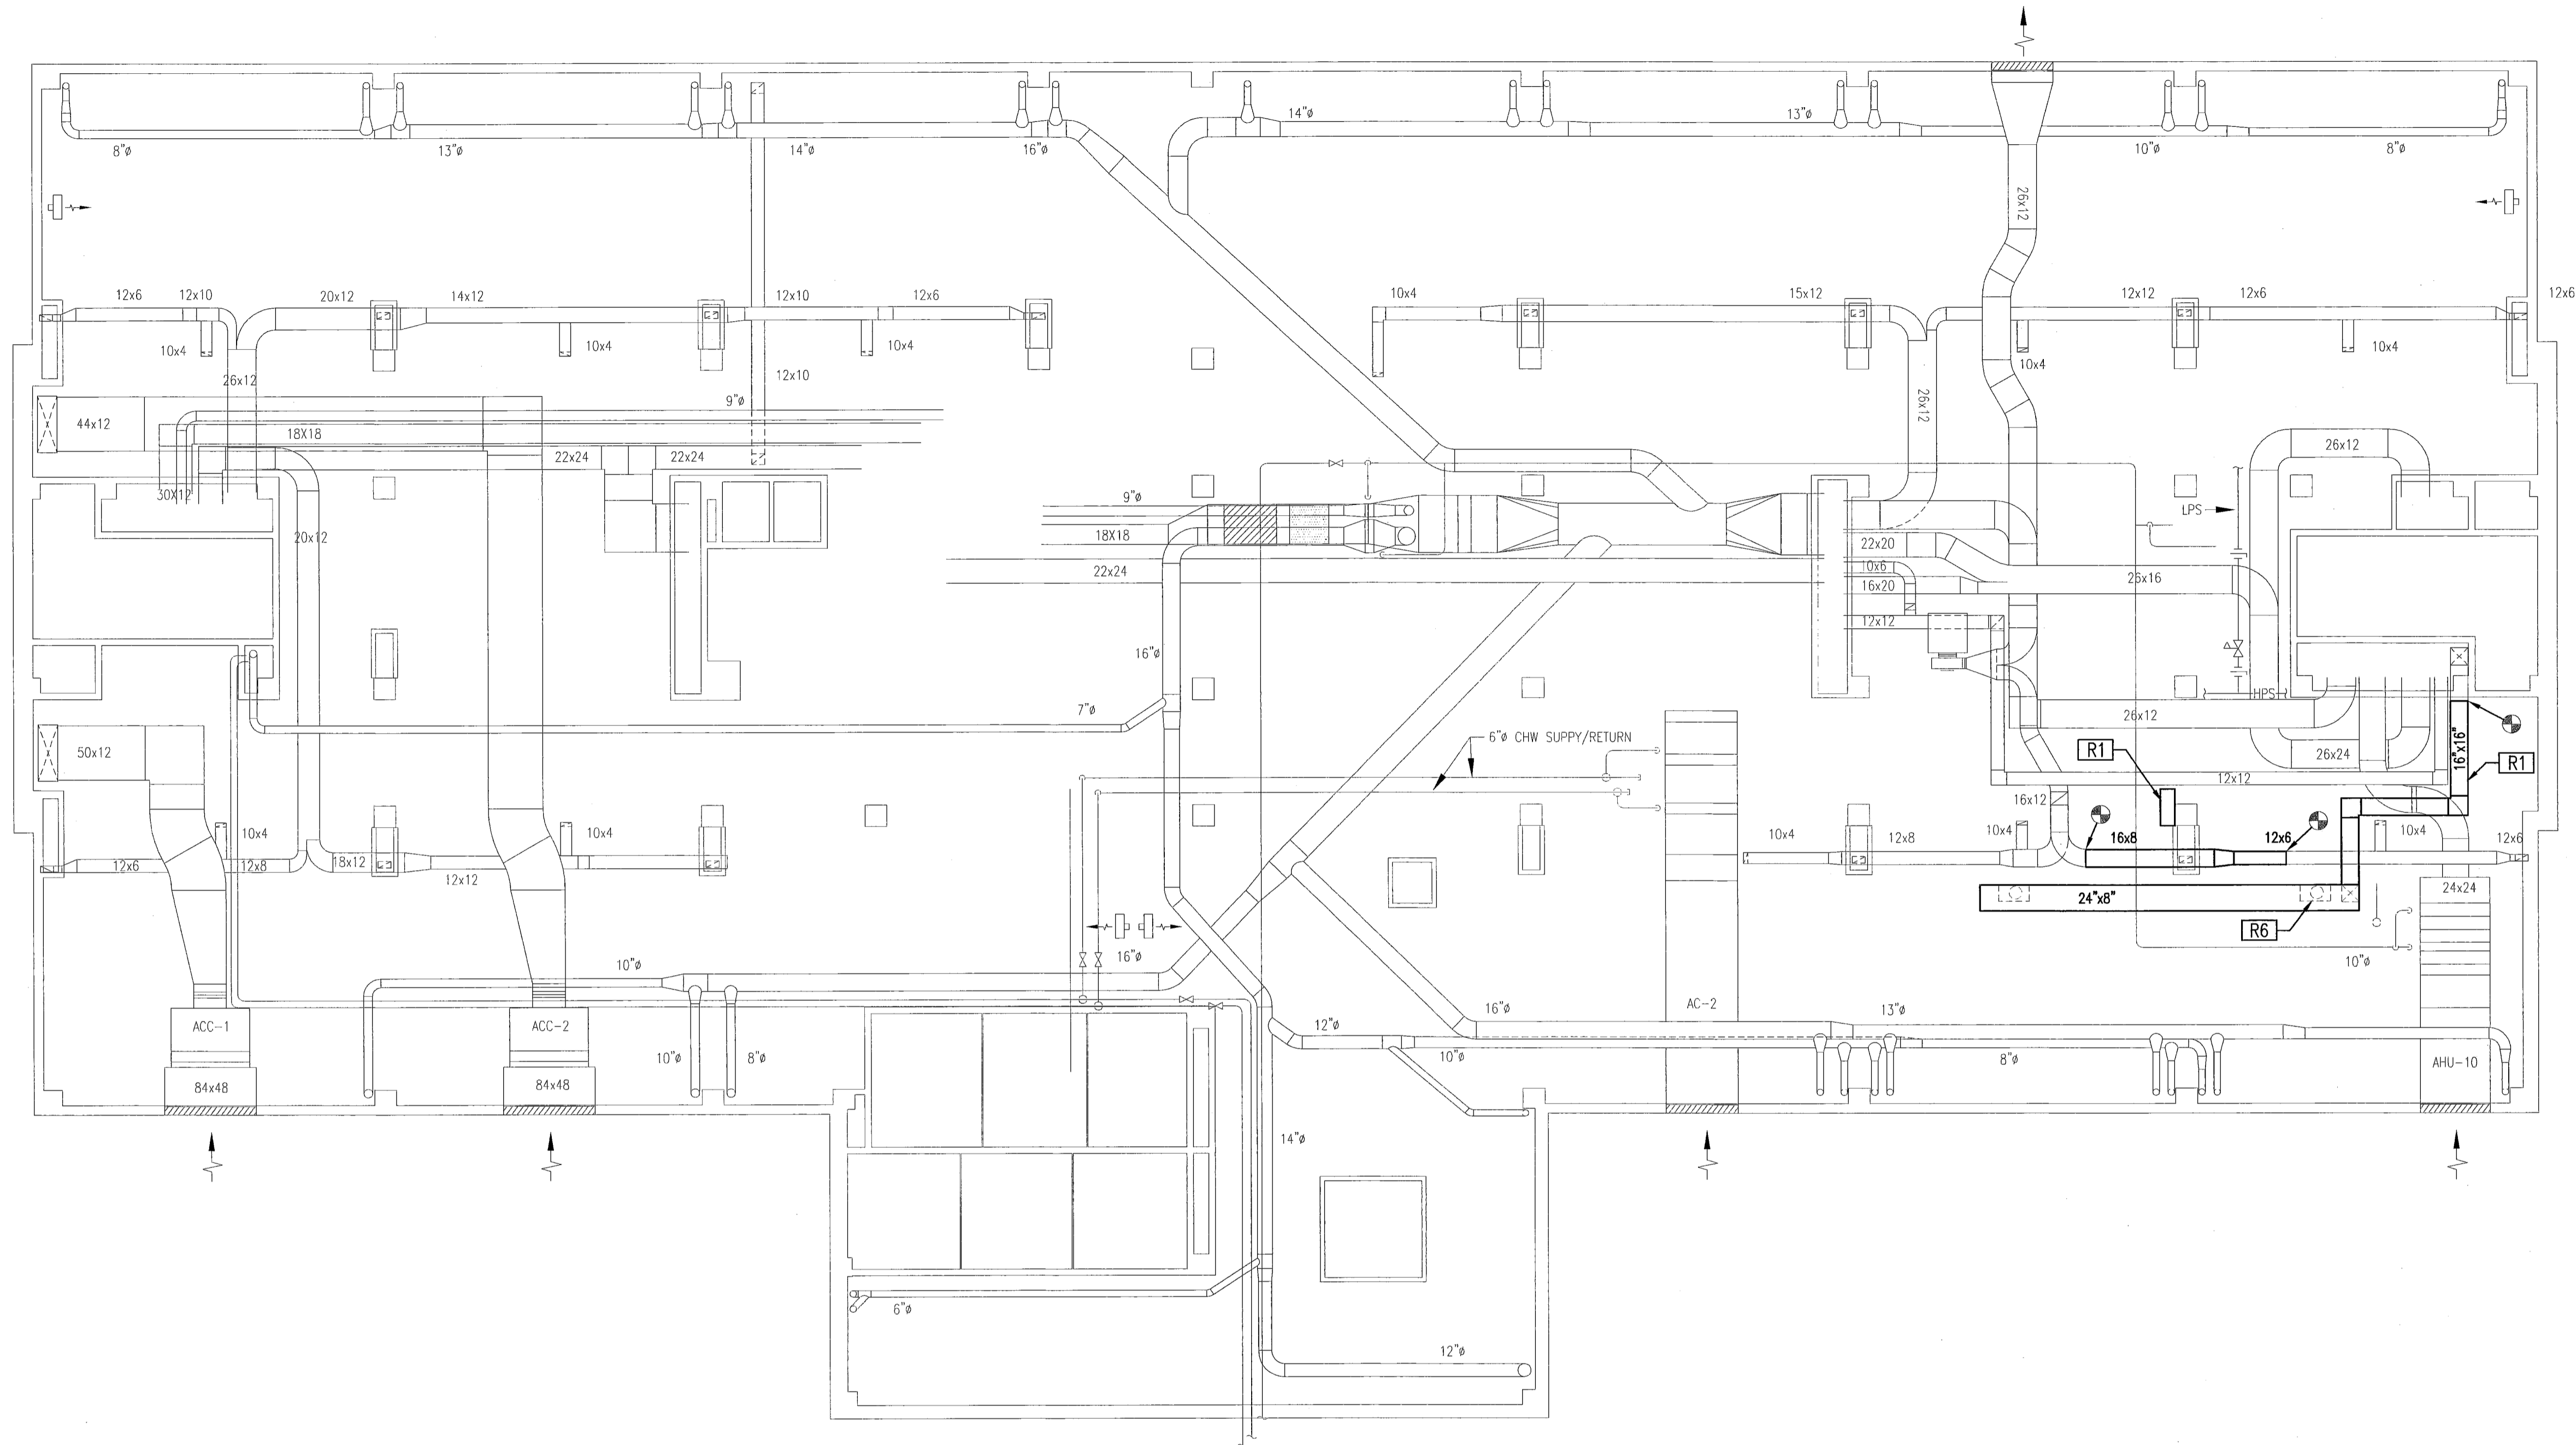 14"ø
13"ø
8"ø
13"ø
14"ø
16"ø
10"ø
8"ø
26x12
12x6
12x10
20x12
14x12
12x10
12x6
10x4
15x12
12x12
12x6
12x6
10x4
10x4
10x4
10x4
10x4
26x12
12x10
9"ø
26x12
44x12
18X18
22x24
22x24
26x12
30X12
9"ø
LPS
20x12
18X18
22x20
22x24
10x6
26x16
16x20
12x12
16"ø
HPS
7"ø
26x12
6"ø CHW SUPPY/RETURN
R1
16"x16"
50x12
26x24
R1
12x12
16x12
10x4
10x4
10x4
12x8
10x4
16x8
12x6
10x4
12x6
12x6
12x8
18x12
12x12
24x24
24"x8"
R6
10"ø
16"ø
10"ø
AC-2
16"ø
13"ø
ACC-1
ACC-2
12"ø
10"ø
8"ø
10"ø
8"ø
AHU-10
84x48
84x48
14"ø
6"ø
12"ø